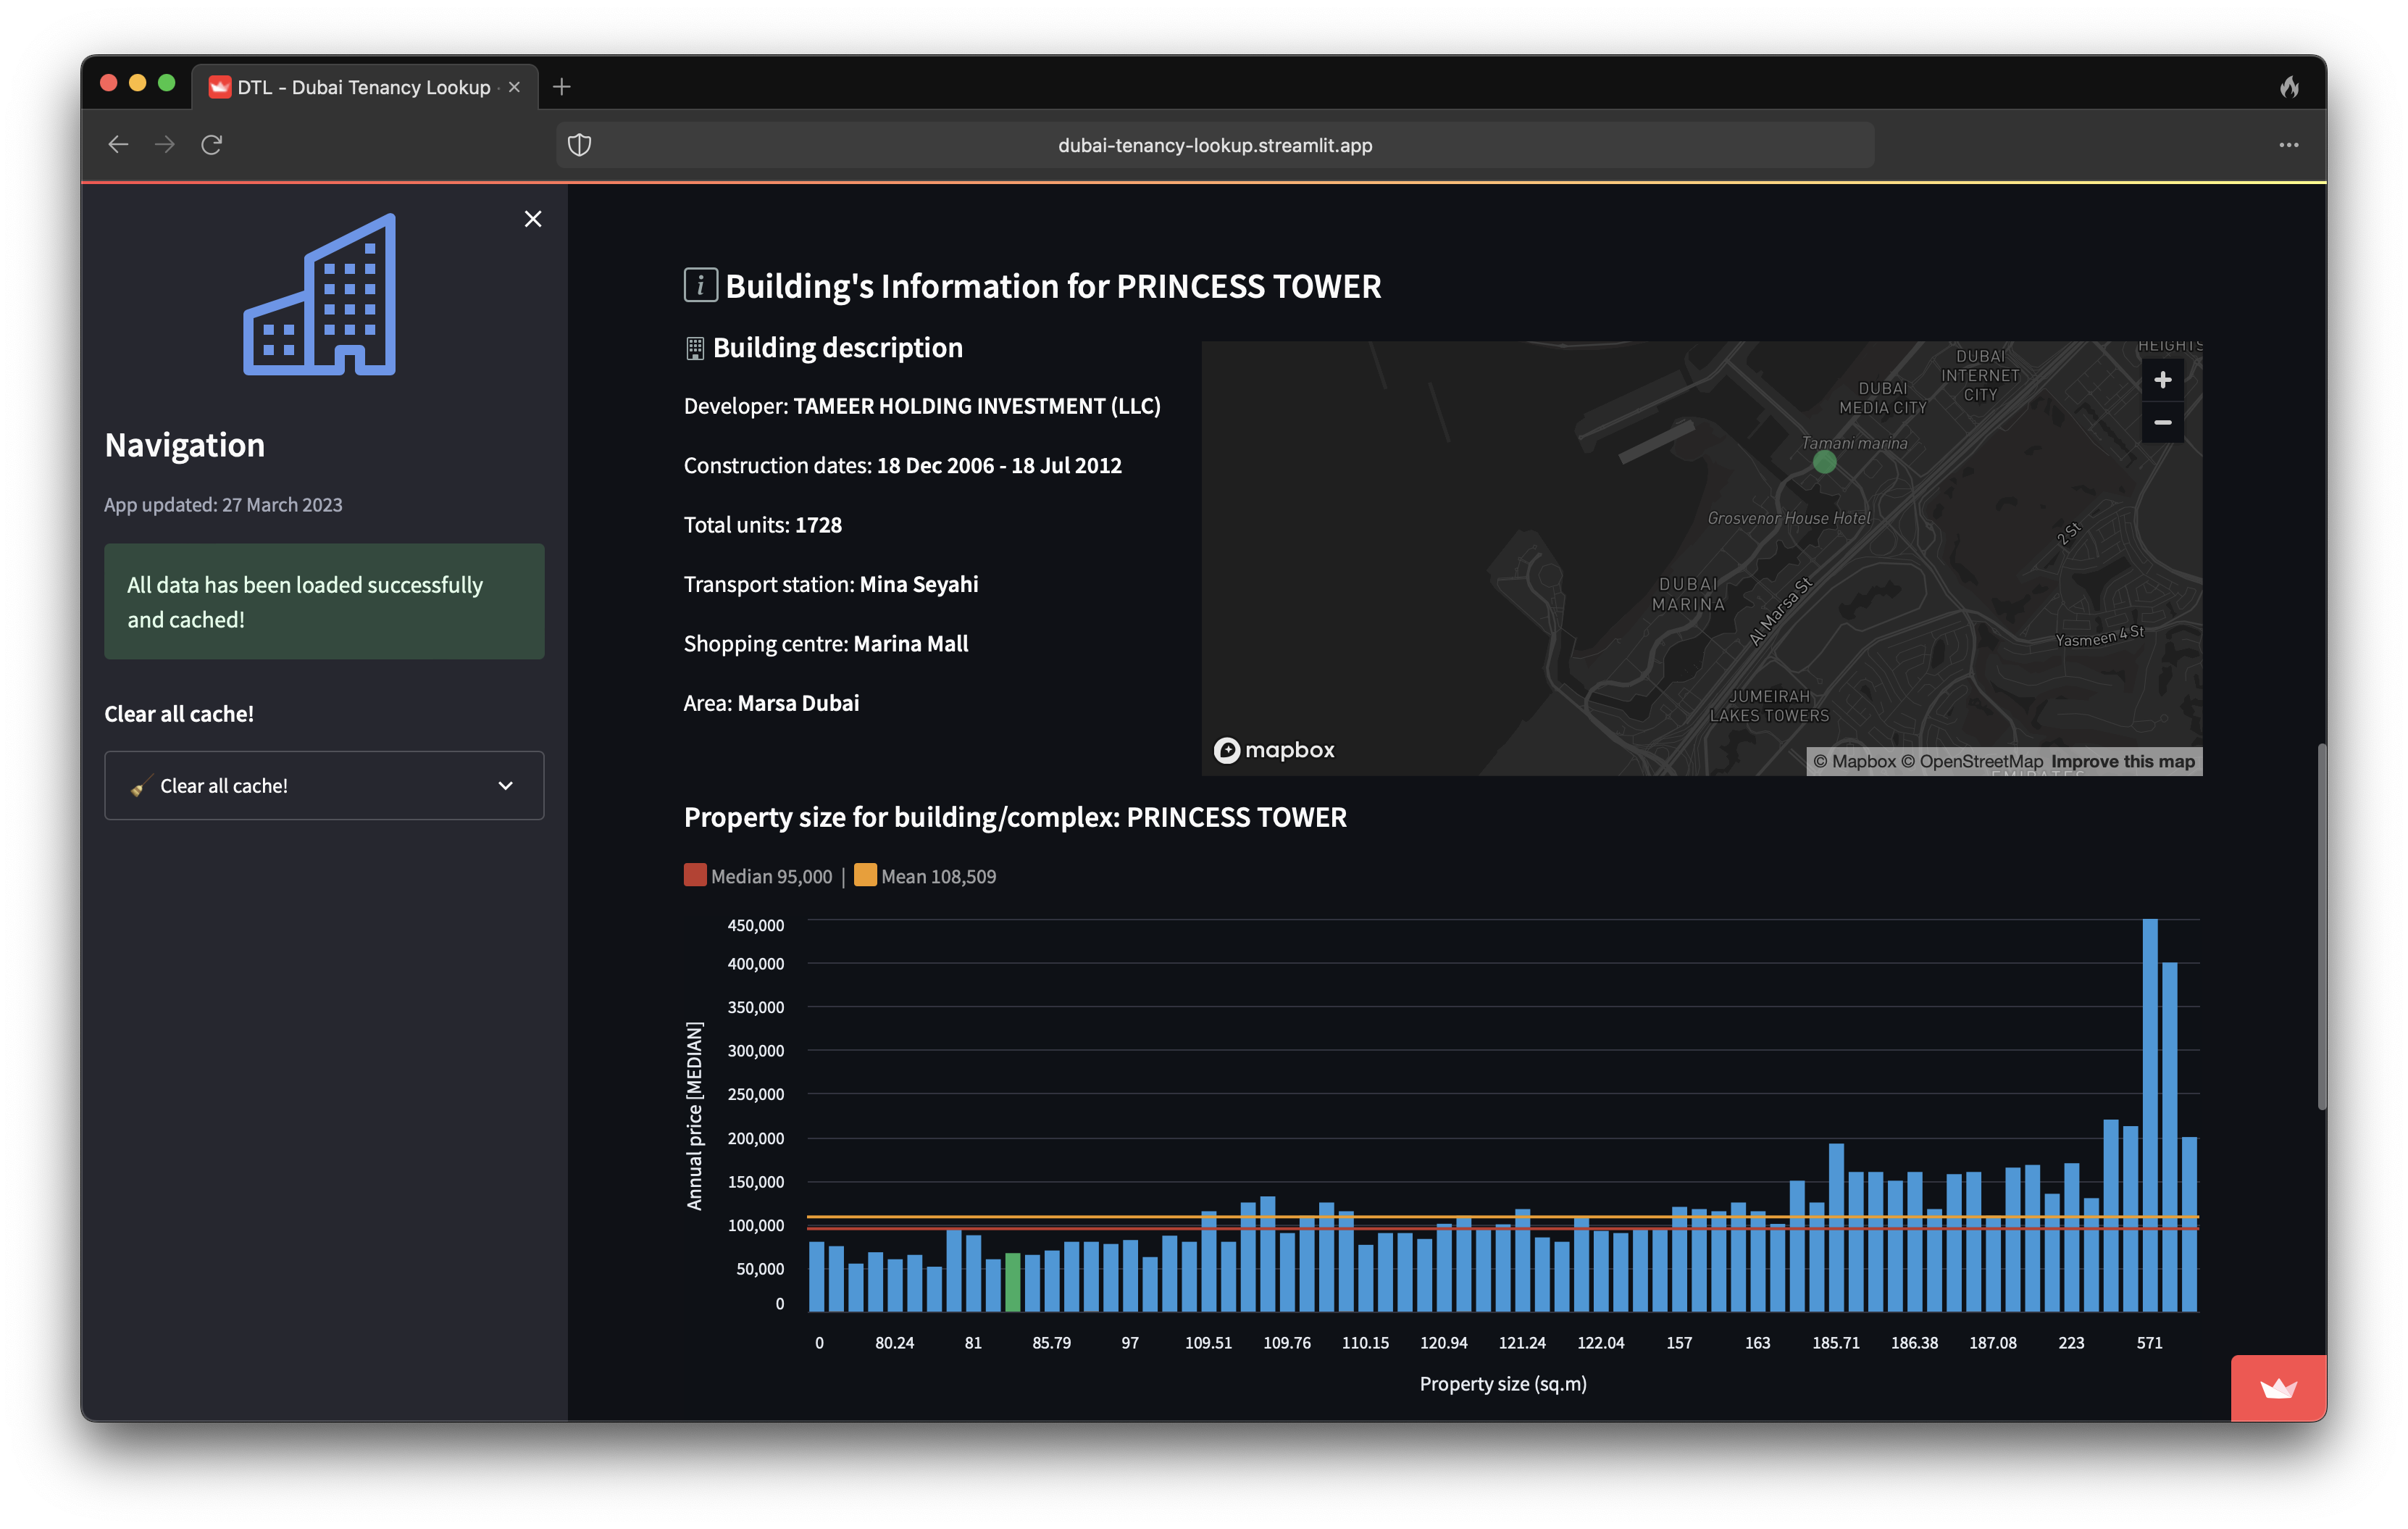 DTL - Dubai Tenancy Lookup
dubai-tenancy-lookup.streamlit.app
Navigation
App updated: 27 March 2023
All data has been loaded successfully
and cached!
Clear all cache!
Clear all cache!
Building's Information for PRINCESS TOWER
Building description
Developer: TAMEER HOLDING INVESTMENT (LLC)
Construction dates: 18 Dec 2006 - 18 Jul 2012
Total units: 1728
Transport station: Mina Seyahi
Shopping centre: Marina Mall
Area: Marsa Dubai
HEIGHTS
DUBAI
INTERNET
CITY
DUBAI
MEDIA CITY
Tamani marina
Grosvenor House Hotel
2 St
DUBAI
MARINA
Al Marsa St
Yasmeen 4 St
JUMEIRAH
LAKES TOWERS
mapbox
© Mapbox © OpenStreetMap Improve this map
EMIRATES
Property size for building/complex: PRINCESS TOWER
Median 95,000 | Mean 108,509
Annual price [MEDIAN]
450,000
400,000
350,000
300,000
250,000
200,000
150,000
100,000
50,000
0
0 80.24 81 85.79 97 109.51 109.76 110.15 120.94 121.24 122.04 157 163 185.71 186.38 187.08 223 571
Property size (sq.m)